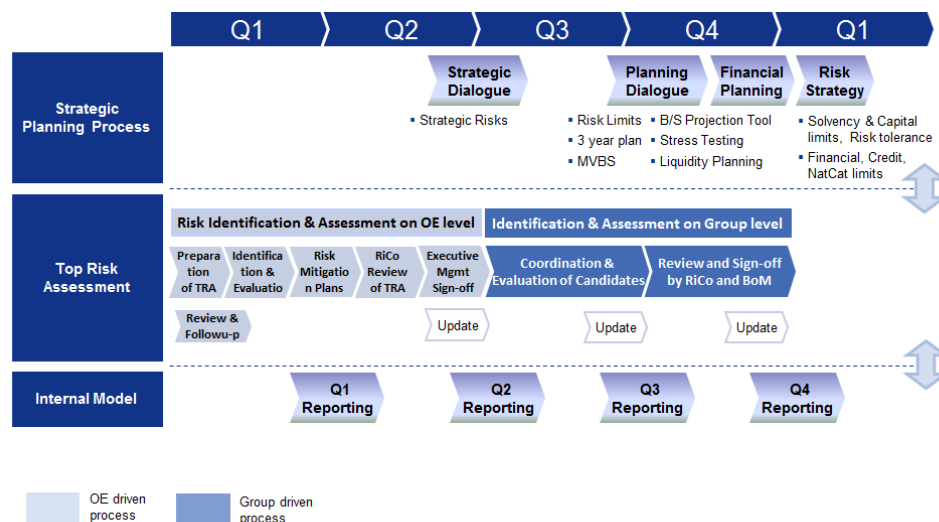 Q1
Q2
Q3
Q4
Q1
Strategic
Planning Process
Strategic
Dialogue
Planning
Dialogue
Financial
Planning
Risk
Strategy
▪ Strategic Risks
▪ Risk Limits
▪ 3 year plan
▪ MVBS
▪ B/S Projection Tool
▪ Stress Testing
▪ Liquidity Planning
▪ Solvency & Capital
limits, Risk tolerance
▪ Financial, Credit,
NatCat limits
Top Risk
Assessment
Risk Identification & Assessment on OE level
Identification & Assessment on Group level
Prepara
tion
of TRA
Identifica
tion &
Evaluatio
Risk
Mitigatio
n Plans
RiCo
Review
of TRA
Executive
Mgmt
Sign-off
Coordination &
Evaluation of Candidates
Review and Sign-off
by RiCo and BoM
Review &
Followu-p
Update
Update
Update
Internal Model
Q1
Reporting
Q2
Reporting
Q3
Reporting
Q4
Reporting
OE driven
process
Group driven
process